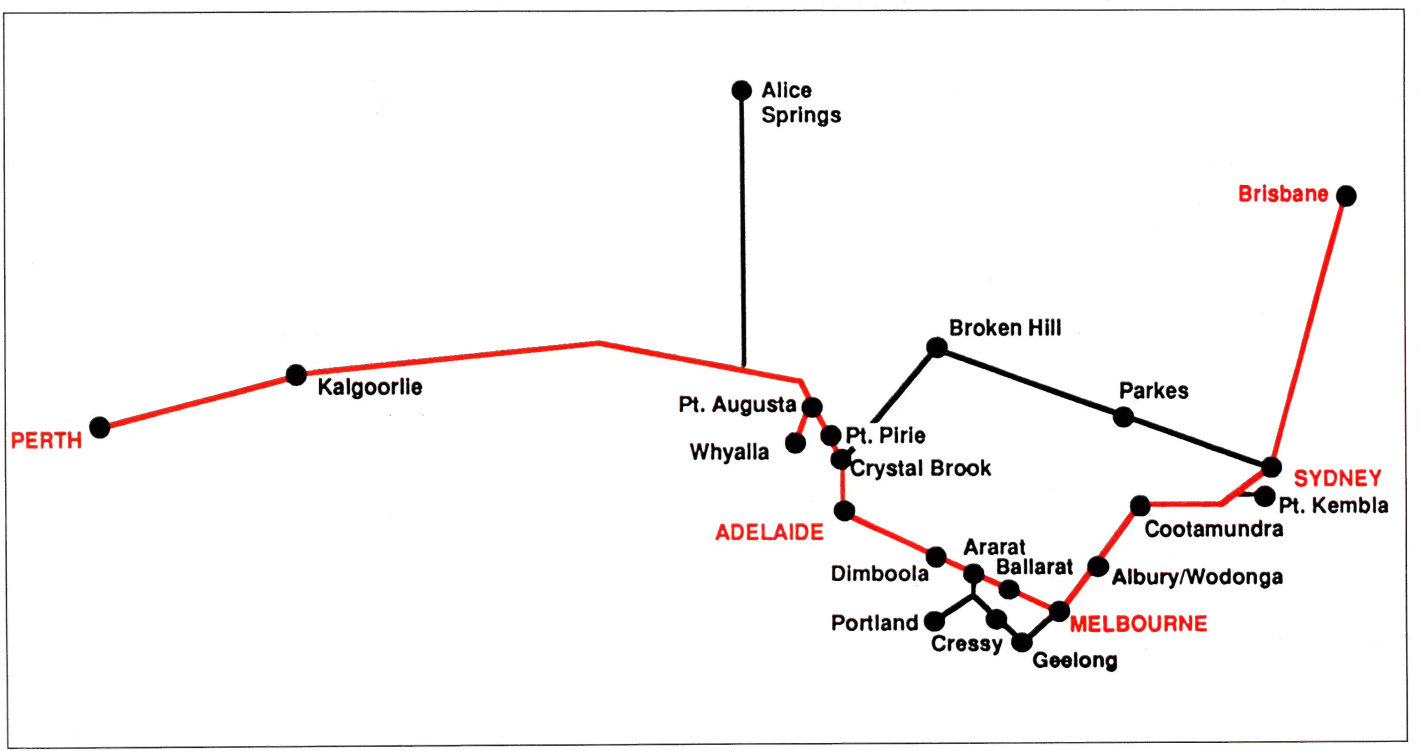 Alice
Springs
Brisbane
Broken Hill
Kalgoorlie
Parkes
Pt. Augusta
PERTH
Pt. Pirie
Whyalla
Crystal Brook
SYDNEY
Pt. Kembla
ADELAIDE
Cootamundra
Ararat
Ballarat
Dimboola
Albury/Wodonga
Portland
MELBOURNE
Cressy
Geelong